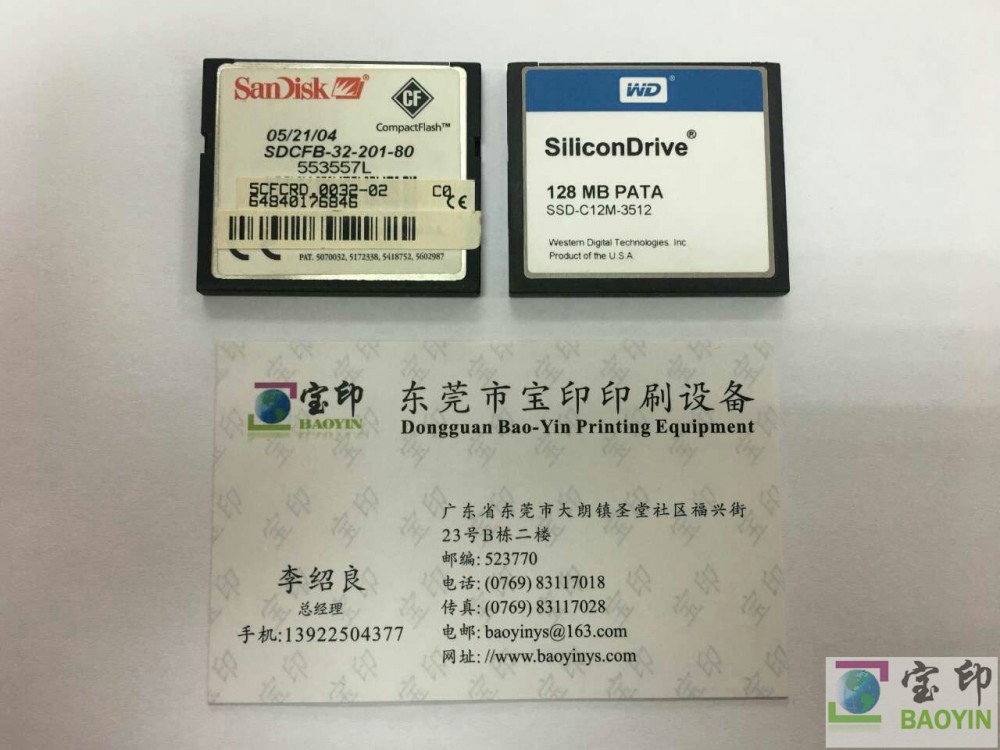 SanDisk
CF
CompactFlash™
05/21/04
SDCFB-32-201-80
553557L
SCFCRD.0032-02 C0
64840176846
CE
PAT. 5070032, 5172338, 5418752, 5602987
WD®
SiliconDrive®
128 MB PATA
SSD-C12M-3512
Western Digital Technologies. Inc
Product of the U.S.A.
宝印
BAOYIN
东莞市宝印印刷设备
Dongguan Bao-Yin Printing Equipment
广东省东莞市大朗镇圣堂社区福兴街
23号B栋二楼
邮编:523770
电话:(0769) 83117018
传真:(0769) 83117028
电邮:baoyinys@163.com
网址://www.baoyinys.com
李绍良
总经理
手机:13922504377
宝印
BAOYIN